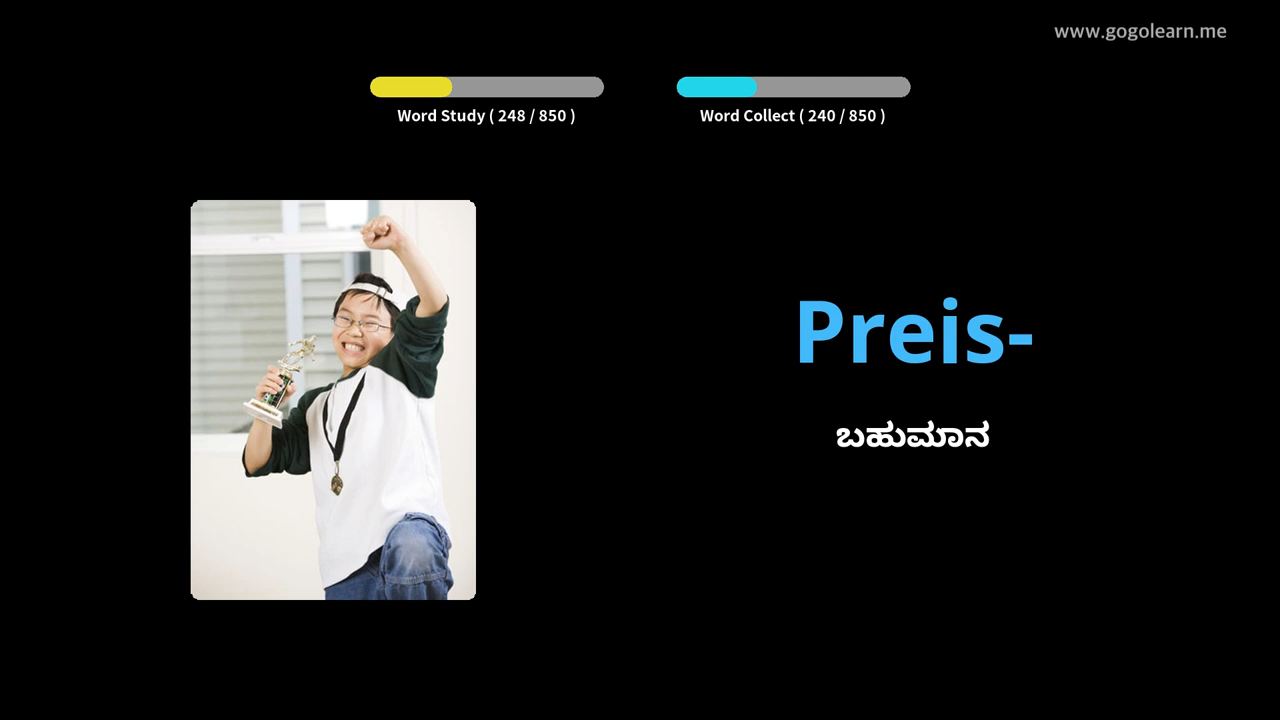 www.gogolearn.me
Word Study ( 248 / 850 )
Word Collect ( 240 / 850 )
Preis-
ಬಹುಮಾನ